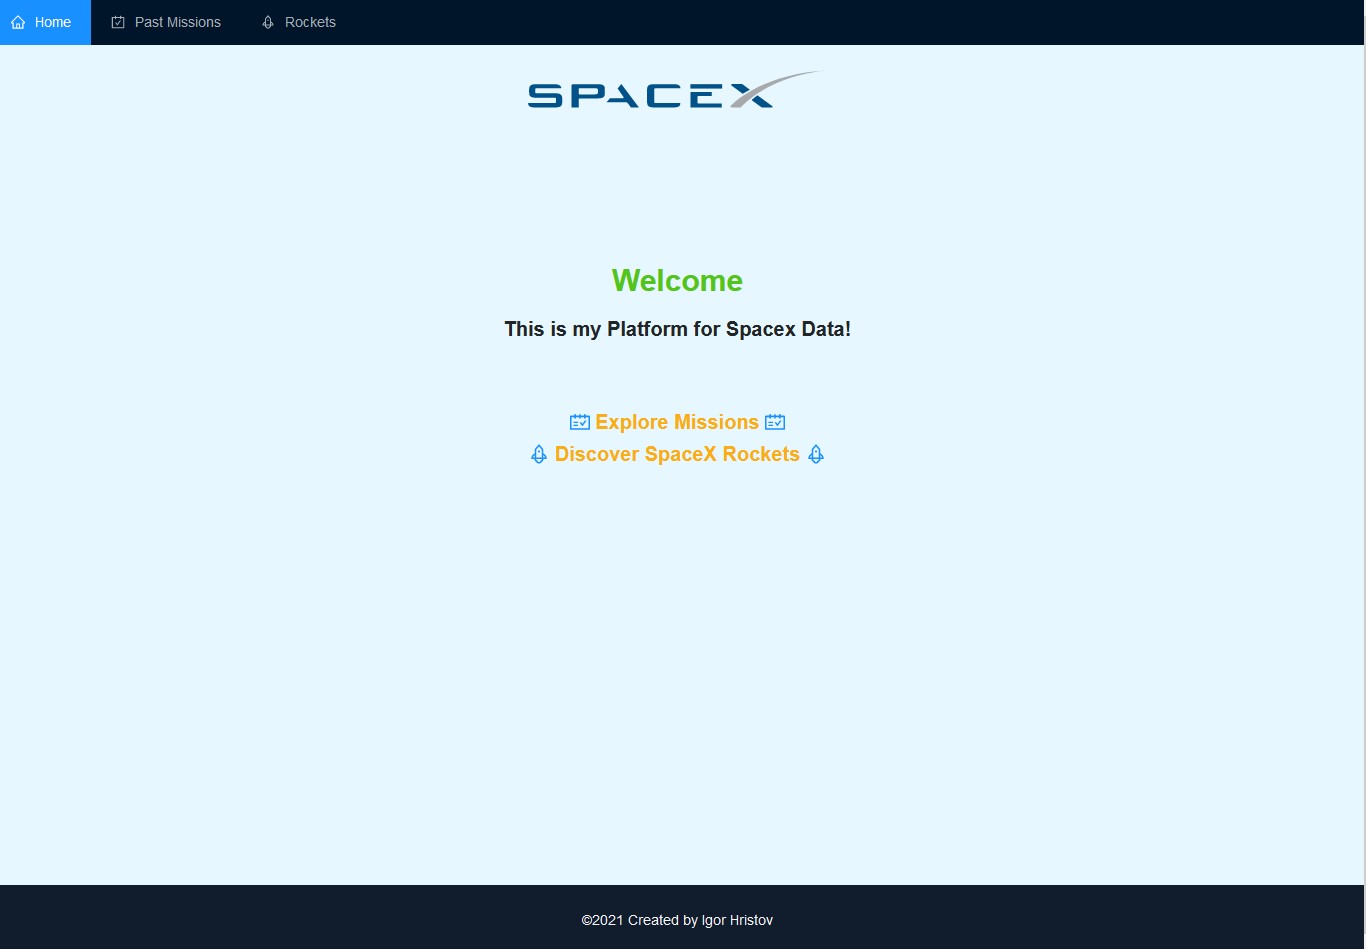 Home Past Missions Rockets
SPACEX
Welcome
This is my Platform for Spacex Data!
Explore Missions
Discover SpaceX Rockets
©2021 Created by Igor Hristov